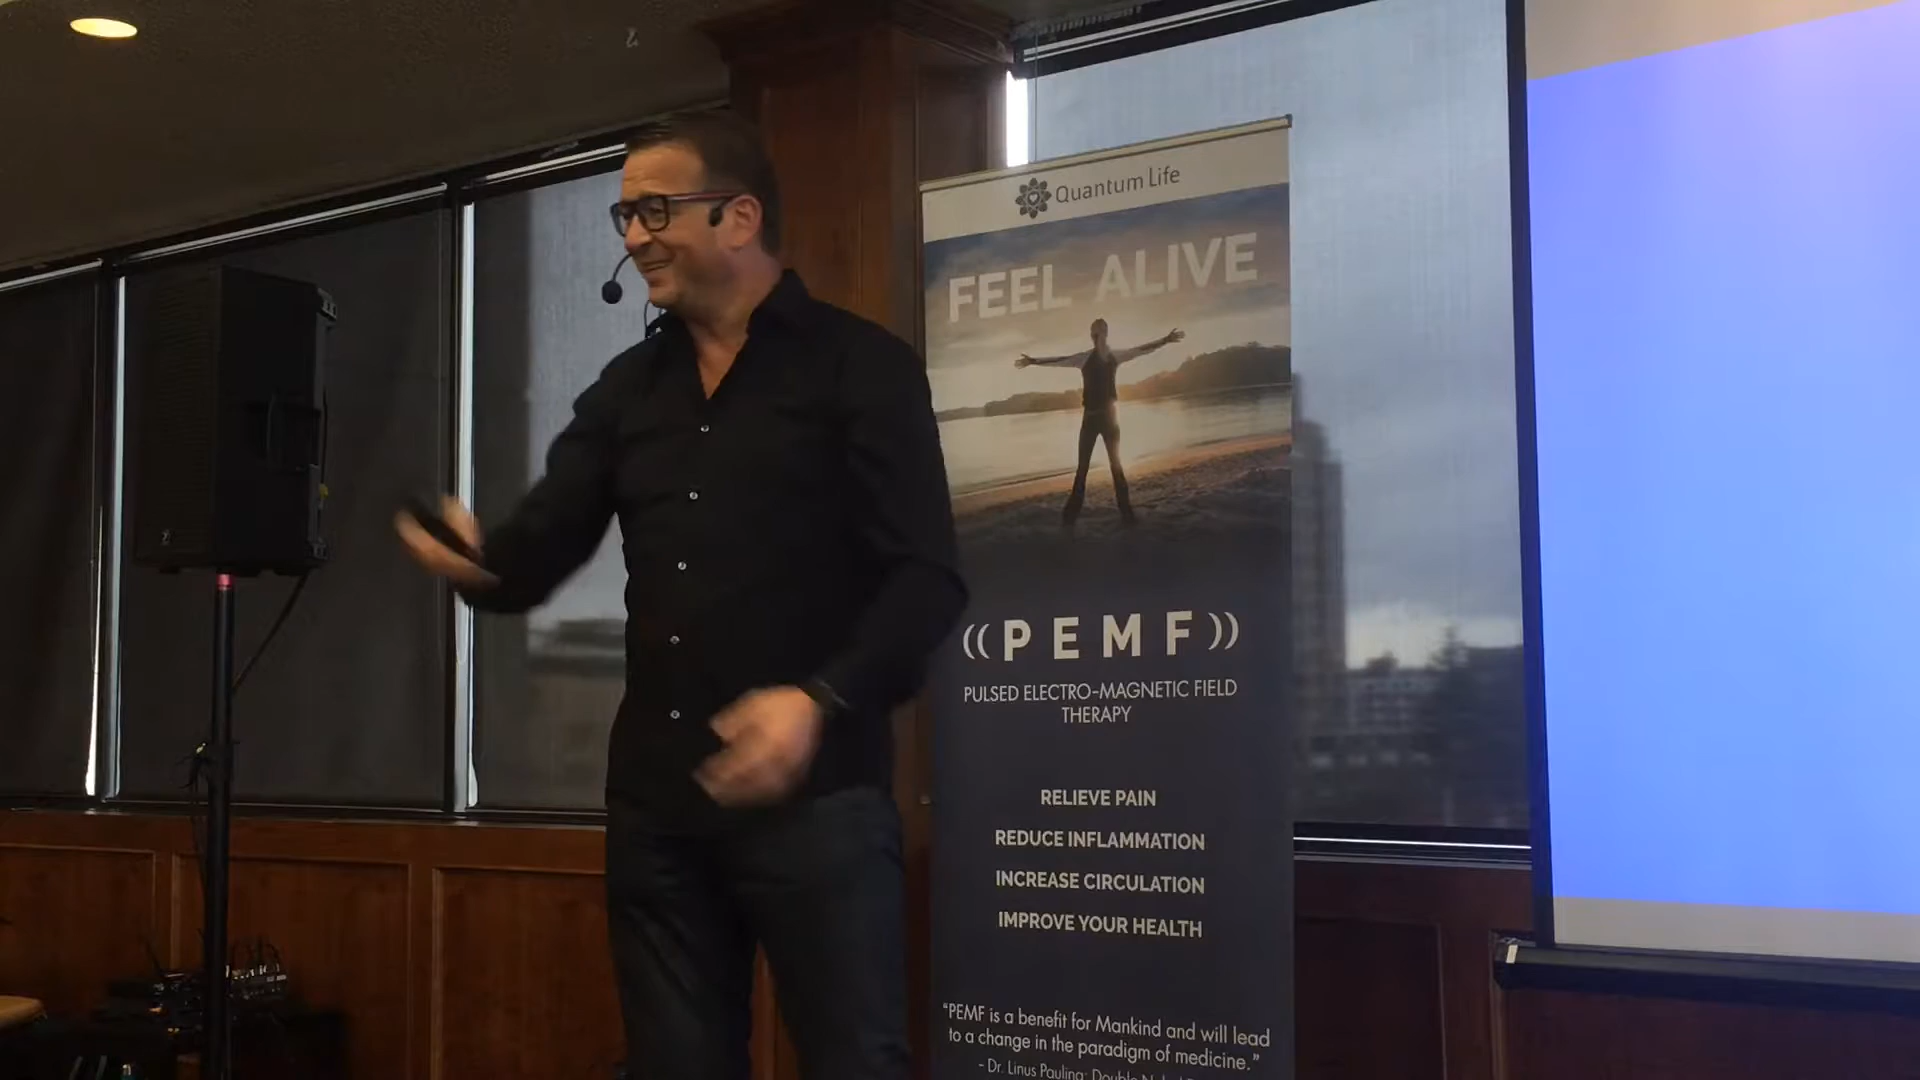 Quantum Life
FEEL ALIVE
((PEMF))
PULSED ELECTRO-MAGNETIC FIELD
THERAPY
RELIEVE PAIN
REDUCE INFLAMMATION
INCREASE CIRCULATION
IMPROVE YOUR HEALTH
“PEMF is a benefit for Mankind and will lead
to a change in the paradigm of medicine.”
- Dr. Linus Pauling; Double